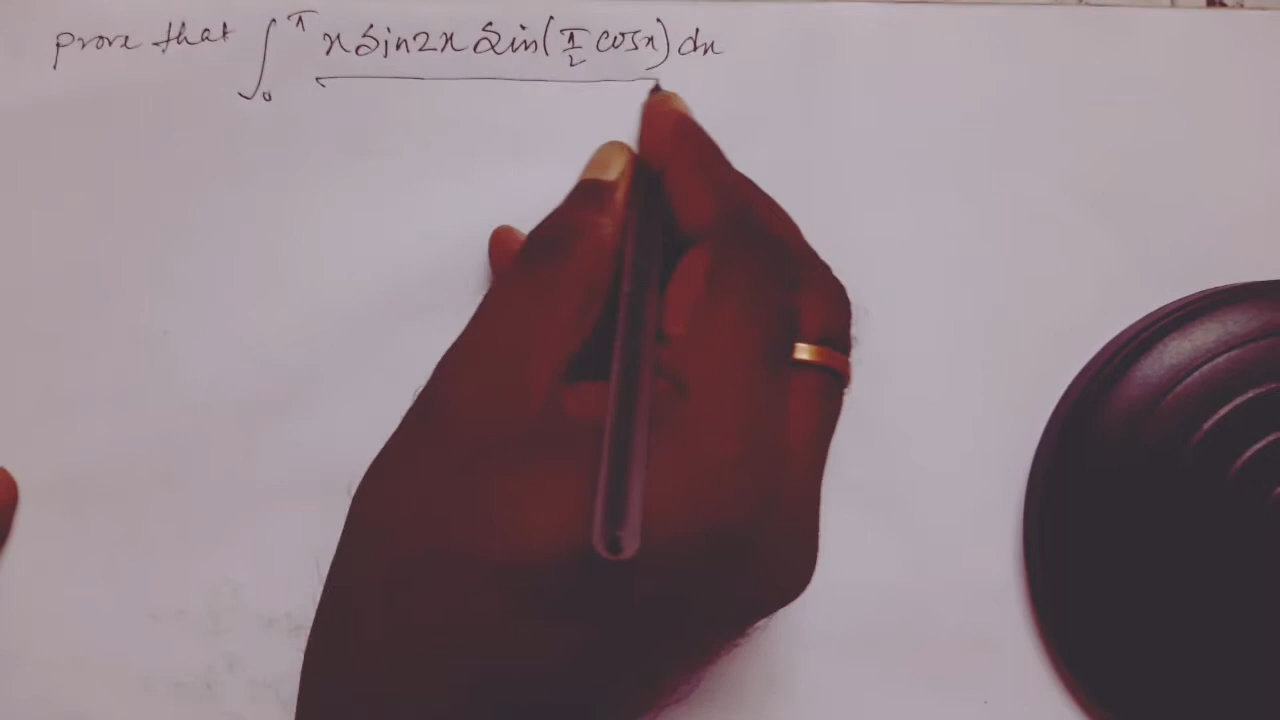 prove that ∫₀^π x sin2x sin(π/2 cosx) dx